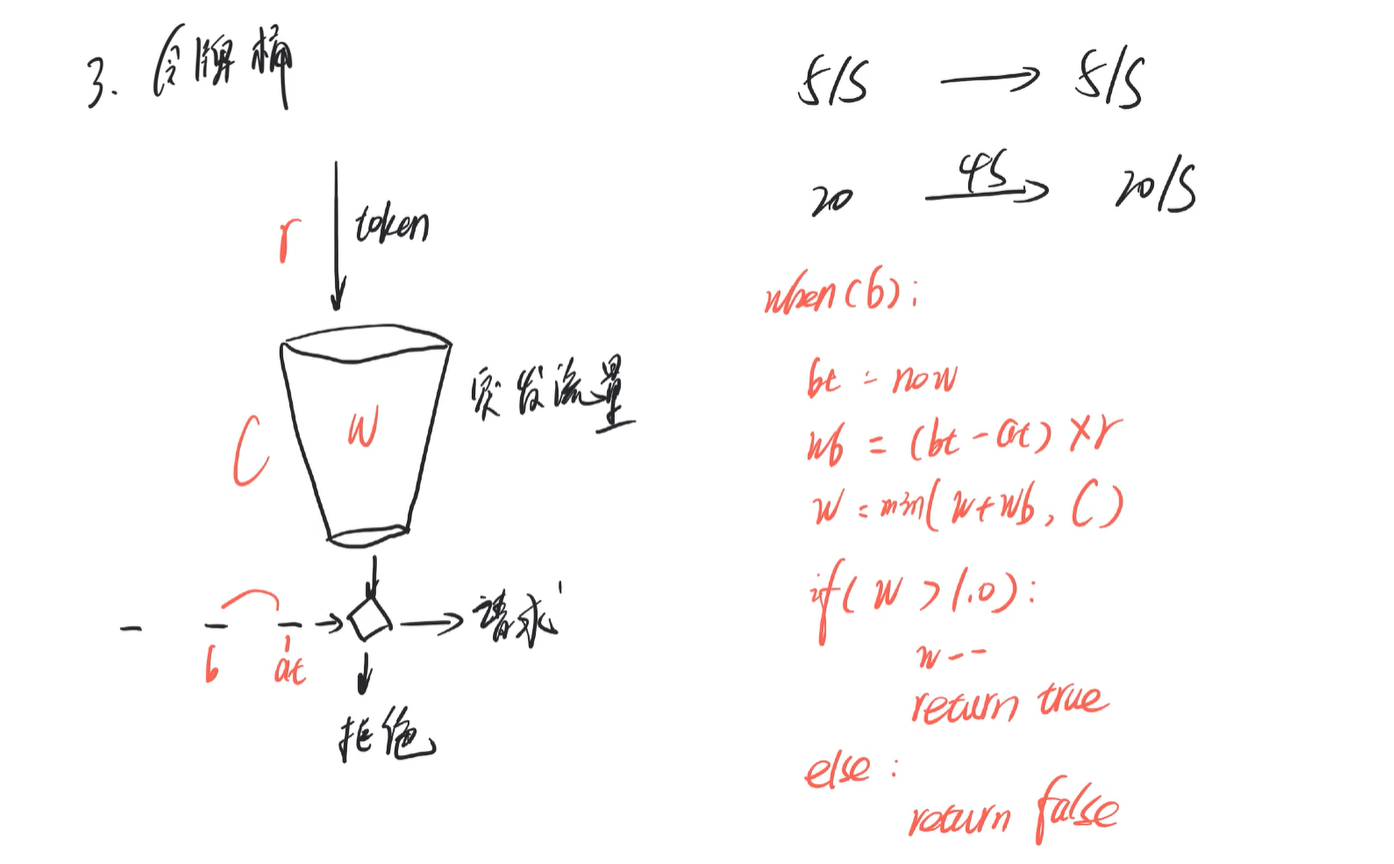 3. 令牌桶
5/S → 5/S
20 4S → 20/S
r token
C W 突发流量
b at → 请求
拒绝
when(b):
bt = now
wb = (bt - at) × r
w = min(w + wb, C)
if(w > 1.0):
w--
return true
else:
return false